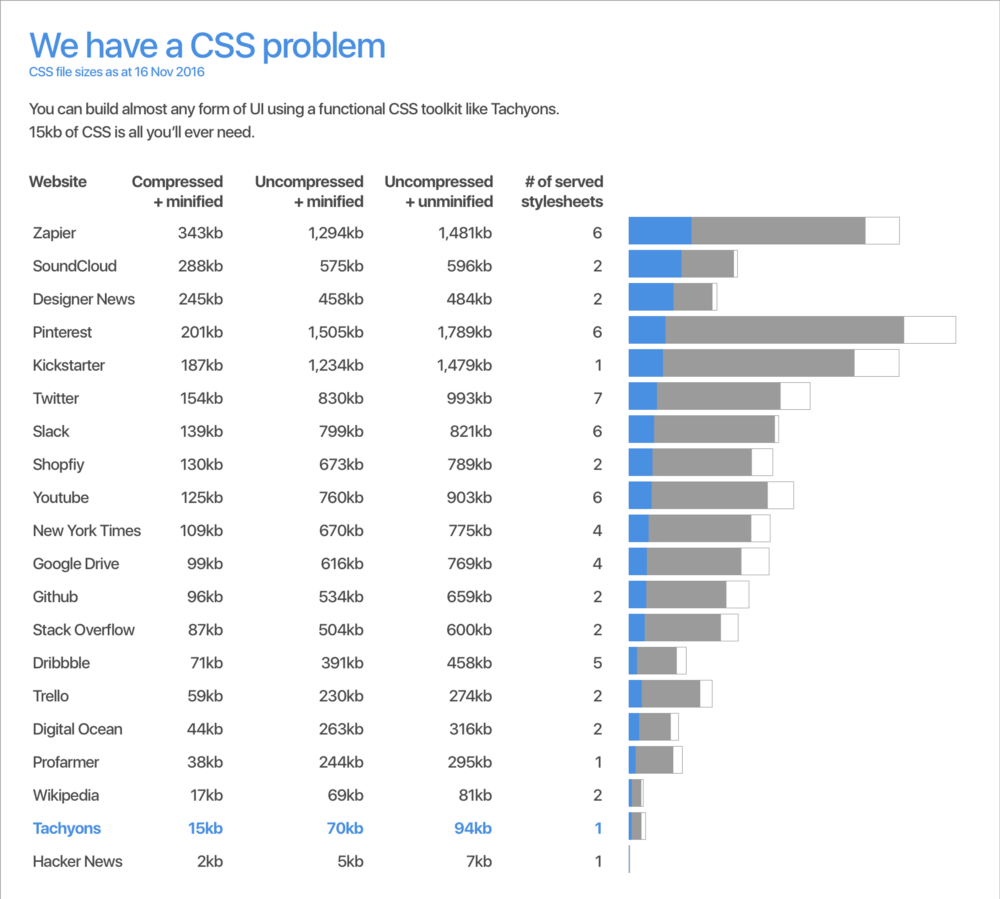 We have a CSS problem
CSS file sizes as at 16 Nov 2016
You can build almost any form of UI using a functional CSS toolkit like Tachyons.
15kb of CSS is all you’ll ever need.
Website Compressed + minified Uncompressed + minified Uncompressed + unminified # of served stylesheets
Zapier 343kb 1,294kb 1,481kb 6
SoundCloud 288kb 575kb 596kb 2
Designer News 245kb 458kb 484kb 2
Pinterest 201kb 1,505kb 1,789kb 6
Kickstarter 187kb 1,234kb 1,479kb 1
Twitter 154kb 830kb 993kb 7
Slack 139kb 799kb 821kb 6
Shopfiy 130kb 673kb 789kb 2
Youtube 125kb 760kb 903kb 6
New York Times 109kb 670kb 775kb 4
Google Drive 99kb 616kb 769kb 4
Github 96kb 534kb 659kb 2
Stack Overflow 87kb 504kb 600kb 2
Dribbble 71kb 391kb 458kb 5
Trello 59kb 230kb 274kb 2
Digital Ocean 44kb 263kb 316kb 2
Profarmer 38kb 244kb 295kb 1
Wikipedia 17kb 69kb 81kb 2
Tachyons 15kb 70kb 94kb 1
Hacker News 2kb 5kb 7kb 1